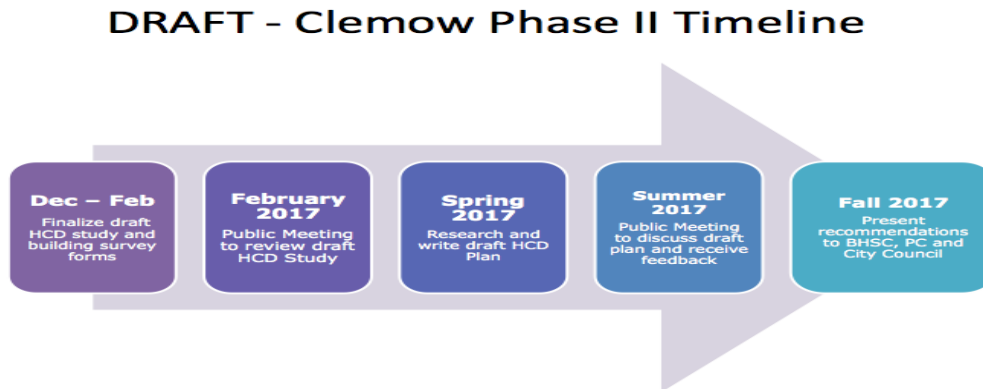 DRAFT - Clemow Phase II Timeline
Dec – Feb
Finalize draft
HCD study and
building survey
forms
February
2017
Public Meeting
to review draft
HCD Study
Spring
2017
Research and
write draft HCD
Plan
Summer
2017
Public Meeting
to discuss draft
plan and receive
feedback
Fall 2017
Present
recommendations
to BHSC, PC and
City Council